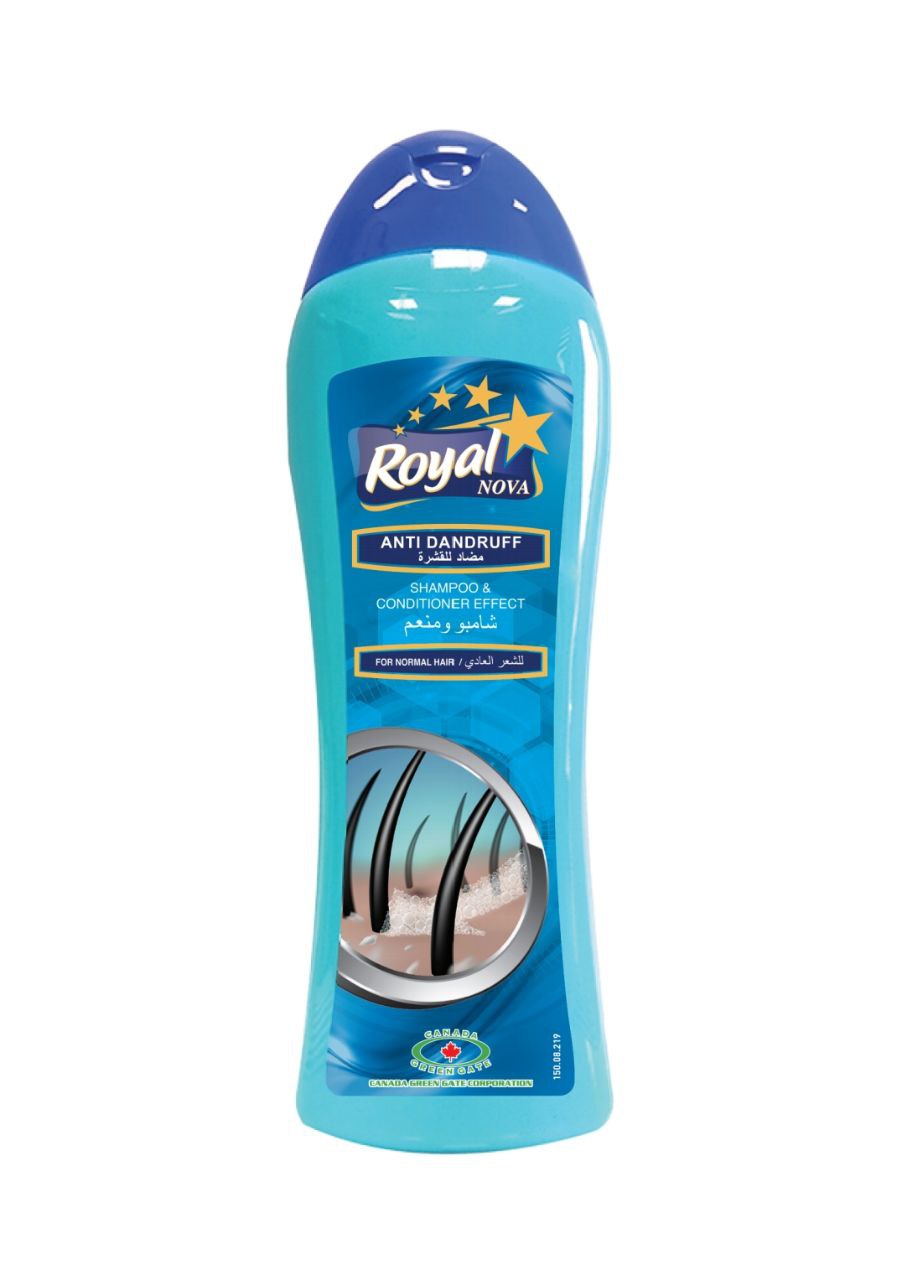 Royal
NOVA
ANTI DANDRUFF
مضاد للقشرة
SHAMPOO &
CONDITIONER EFFECT
شامبو ومنعم
FOR NORMAL HAIR / للشعر العادي
CANADA
GREEN GATE
CANADA GREEN GATE CORPORATION
150.08.219